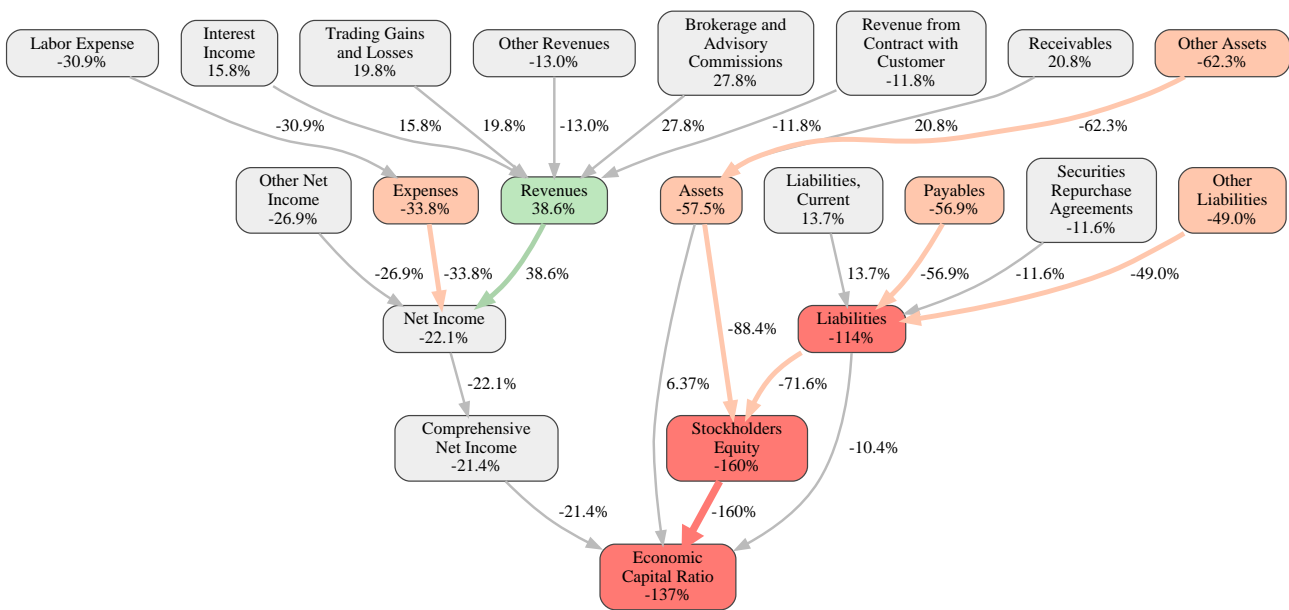 Labor Expense
-30.9%
Interest
Income
15.8%
Trading Gains
and Losses
19.8%
Other Revenues
-13.0%
Brokerage and
Advisory
Commissions
27.8%
Revenue from
Contract with
Customer
-11.8%
Receivables
20.8%
Other Assets
-62.3%
-30.9%
15.8%
19.8%
-13.0%
27.8%
-11.8%
20.8%
-62.3%
Other Net
Income
-26.9%
Expenses
-33.8%
Revenues
38.6%
Assets
-57.5%
Liabilities,
Current
13.7%
Payables
-56.9%
Securities
Repurchase
Agreements
-11.6%
Other
Liabilities
-49.0%
-26.9%
-33.8%
38.6%
13.7%
-56.9%
-11.6%
-49.0%
Net Income
-22.1%
Liabilities
-114%
-88.4%
-22.1%
6.37%
-71.6%
-10.4%
Comprehensive
Net Income
-21.4%
Stockholders
Equity
-160%
-21.4%
-160%
Economic
Capital Ratio
-137%